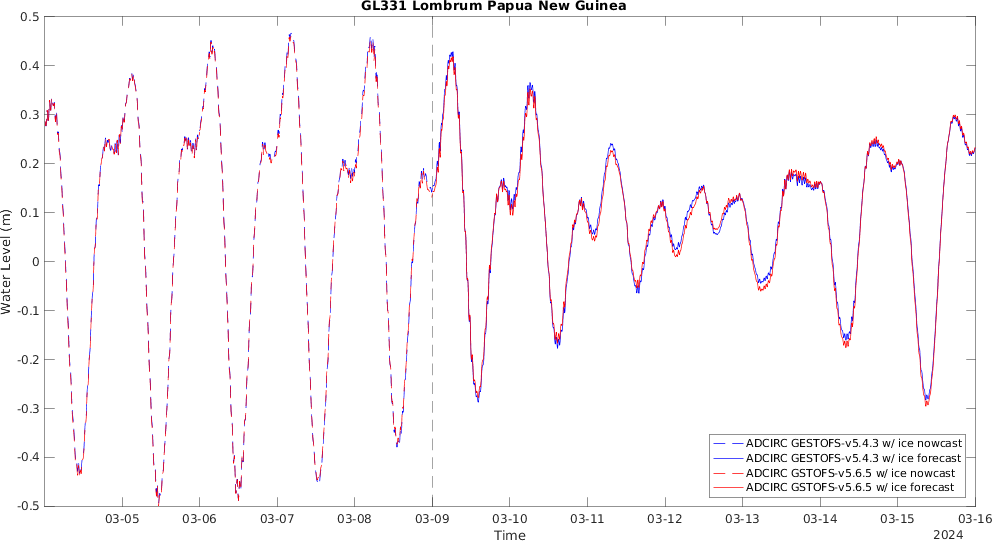 GL331 Lombrum Papua New Guinea
0.5
0.4
0.3
0.2
0.1
0
-0.1
-0.2
-0.3
-0.4
-0.5
Water Level (m)
ADCIRC GESTOFS-v5.4.3 w/ ice nowcast
ADCIRC GESTOFS-v5.4.3 w/ ice forecast
ADCIRC GSTOFS-v5.6.5 w/ ice nowcast
ADCIRC GSTOFS-v5.6.5 w/ ice forecast
03-05 03-06 03-07 03-08 03-09 03-10 03-11 03-12 03-13 03-14 03-15 03-16
Time
2024